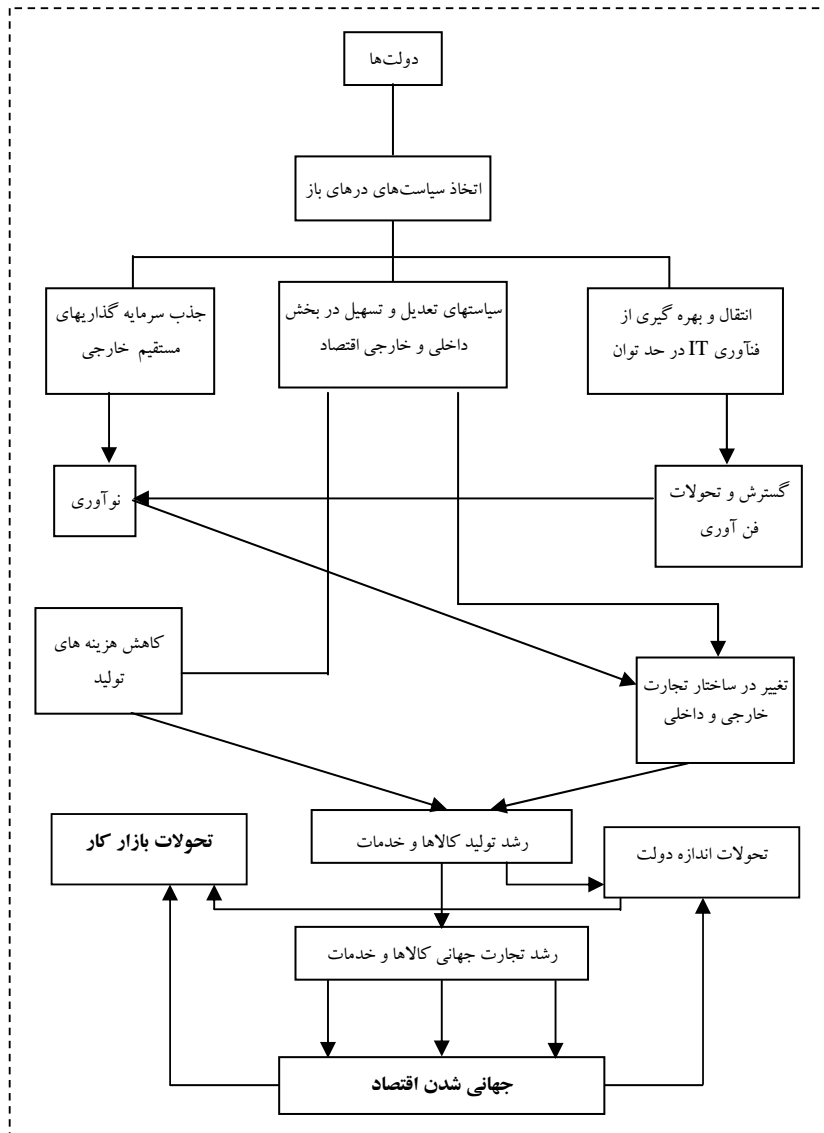 دولت‌ها
اتخاذ سیاست‌های درهای باز
انتقال و بهره گیری از
فنآوری IT در حد توان
سیاستهای تعدیل و تسهیل در بخش
داخلی و خارجی اقتصاد
جذب سرمایه گذاریهای
مستقیم خارجی
گسترش و تحولات
فن آوری
نوآوری
کاهش هزینه های
تولید
تغییر در ساختار تجارت
خارجی و داخلی
رشد تولید کالاها و خدمات
تحولات اندازه دولت
تحولات بازار کار
رشد تجارت جهانی کالاها و خدمات
جهانی شدن اقتصاد